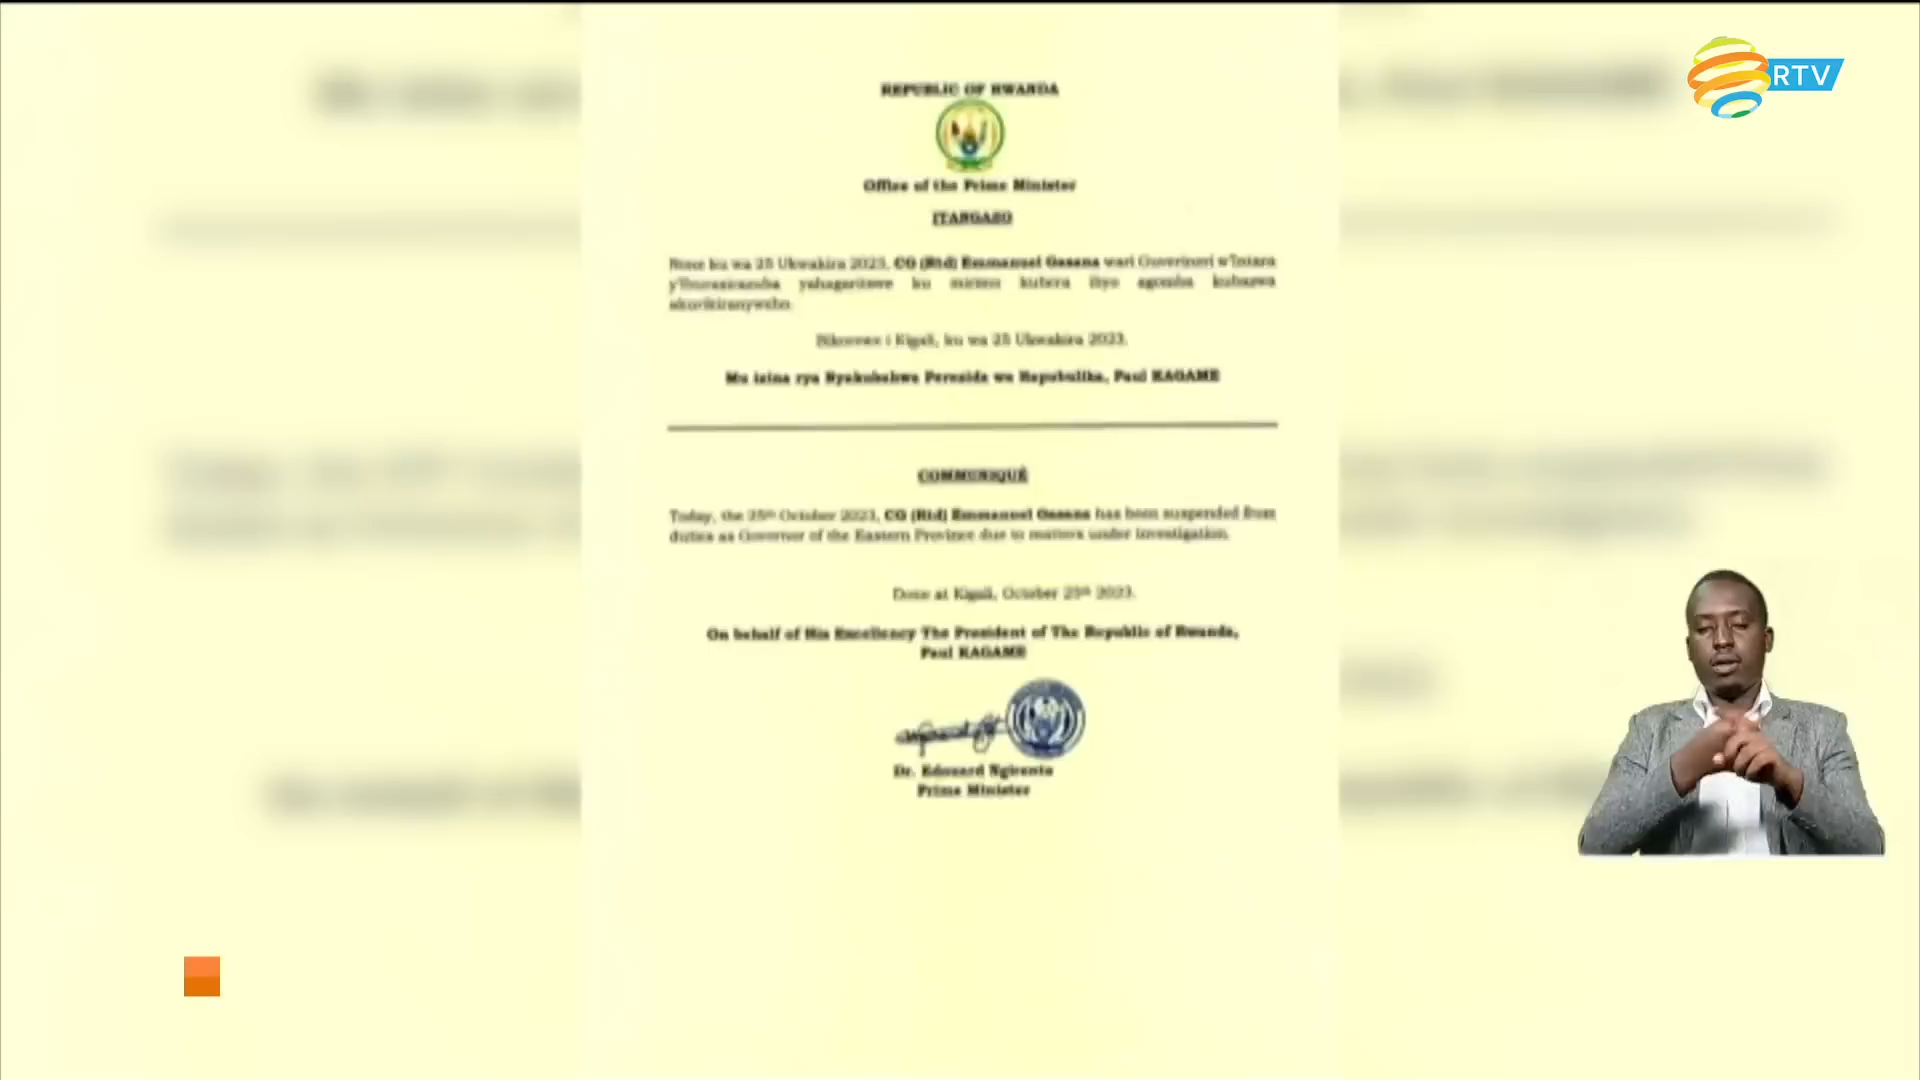 RTV
REPUBLIC OF RWANDA
Office of the Prime Minister
ITANGAZO
None ku wa 25 Ukwakira 2023, CG (Rtd) Emmanuel Gasana wari Guverineri w'Intara
y'Iburasirazuba yahagaritswe ku mirimo kubera ibyo agomba kubazwa
akurikiranyweho.
Bikorewe i Kigali, ku wa 25 Ukwakira 2023.
Mu izina rya Nyakubahwa Perezida wa Repubulika, Paul KAGAME
COMMUNIQUÉ
Today, the 25th October 2023, CG (Rtd) Emmanuel Gasana has been suspended from
duties as Governor of the Eastern Province due to matters under investigation.
Done at Kigali, October 25th 2023.
On behalf of His Excellency The President of The Republic of Rwanda,
Paul KAGAME
Dr. Edouard Ngirente
Prime Minister